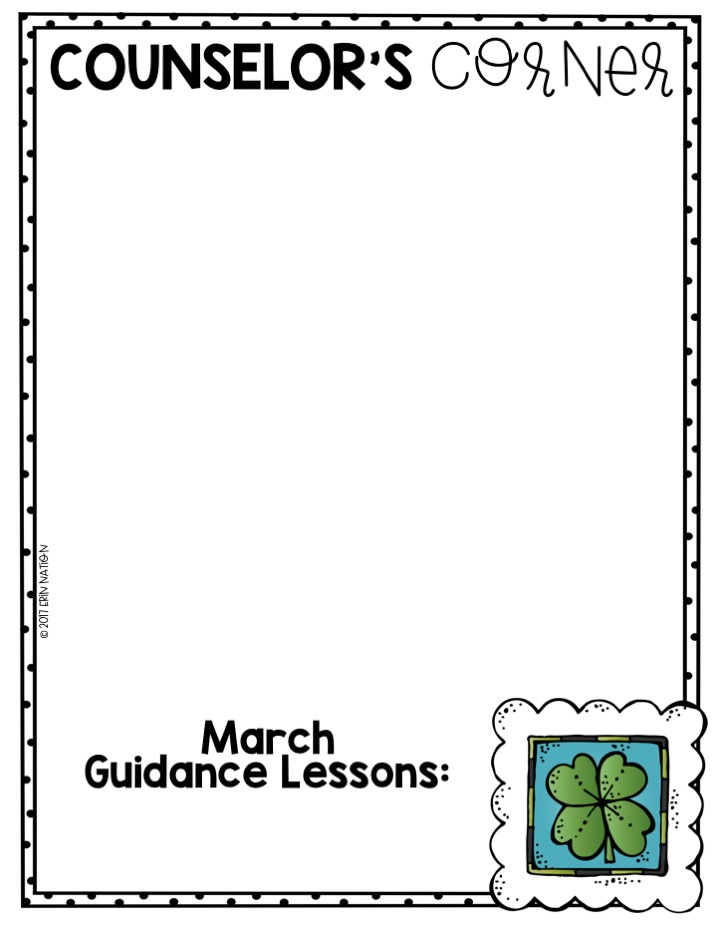 COUNSELOR'S CORNER
© 2017 ERIN NATION
March
Guidance Lessons: